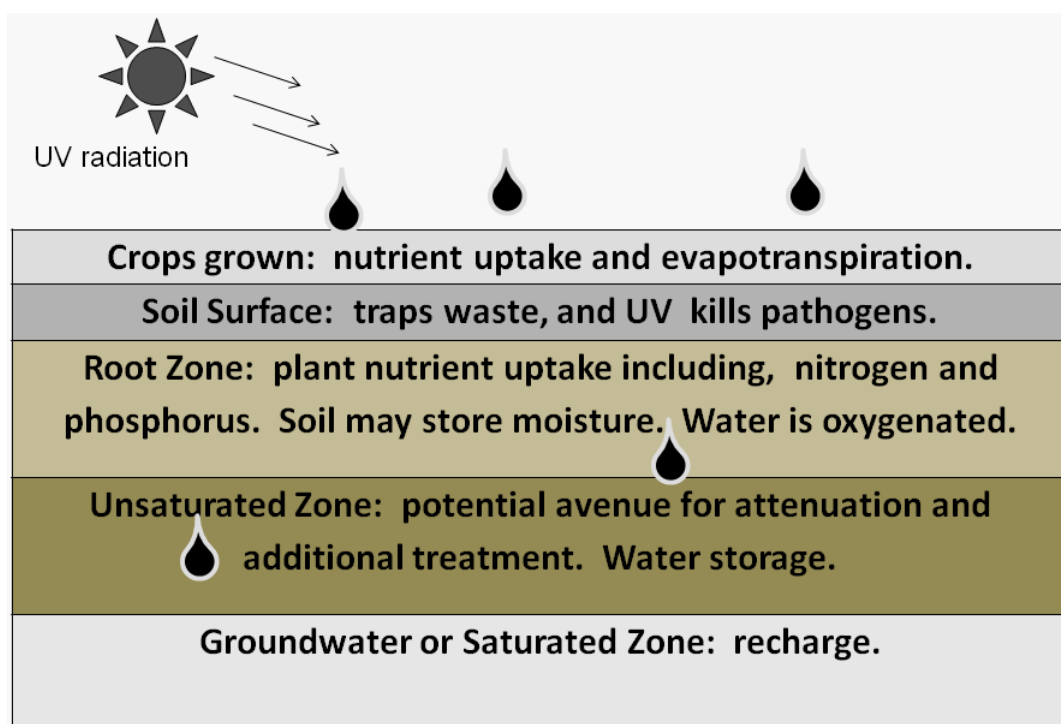 UV radiation
Crops grown:  nutrient uptake and evapotranspiration.
Soil Surface:  traps waste, and UV  kills pathogens.
Root Zone:  plant nutrient uptake including,  nitrogen and
phosphorus.  Soil may store moisture.  Water is oxygenated.
Unsaturated Zone:  potential avenue for attenuation and
additional treatment.  Water storage.
Groundwater or Saturated Zone:  recharge.